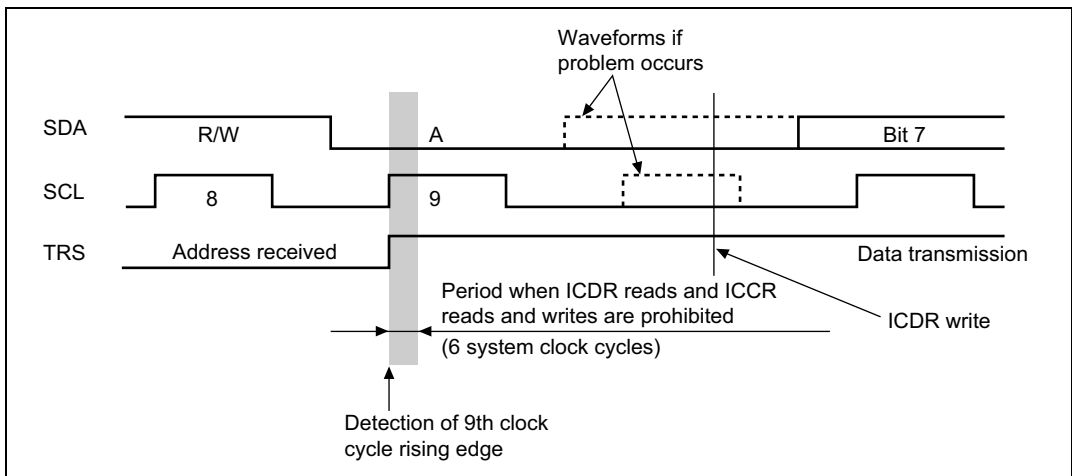 Waveforms if
problem occurs
SDA
R/W
A
Bit 7
SCL
8
9
TRS
Address received
Data transmission
Period when ICDR reads and ICCR
reads and writes are prohibited
(6 system clock cycles)
ICDR write
Detection of 9th clock
cycle rising edge